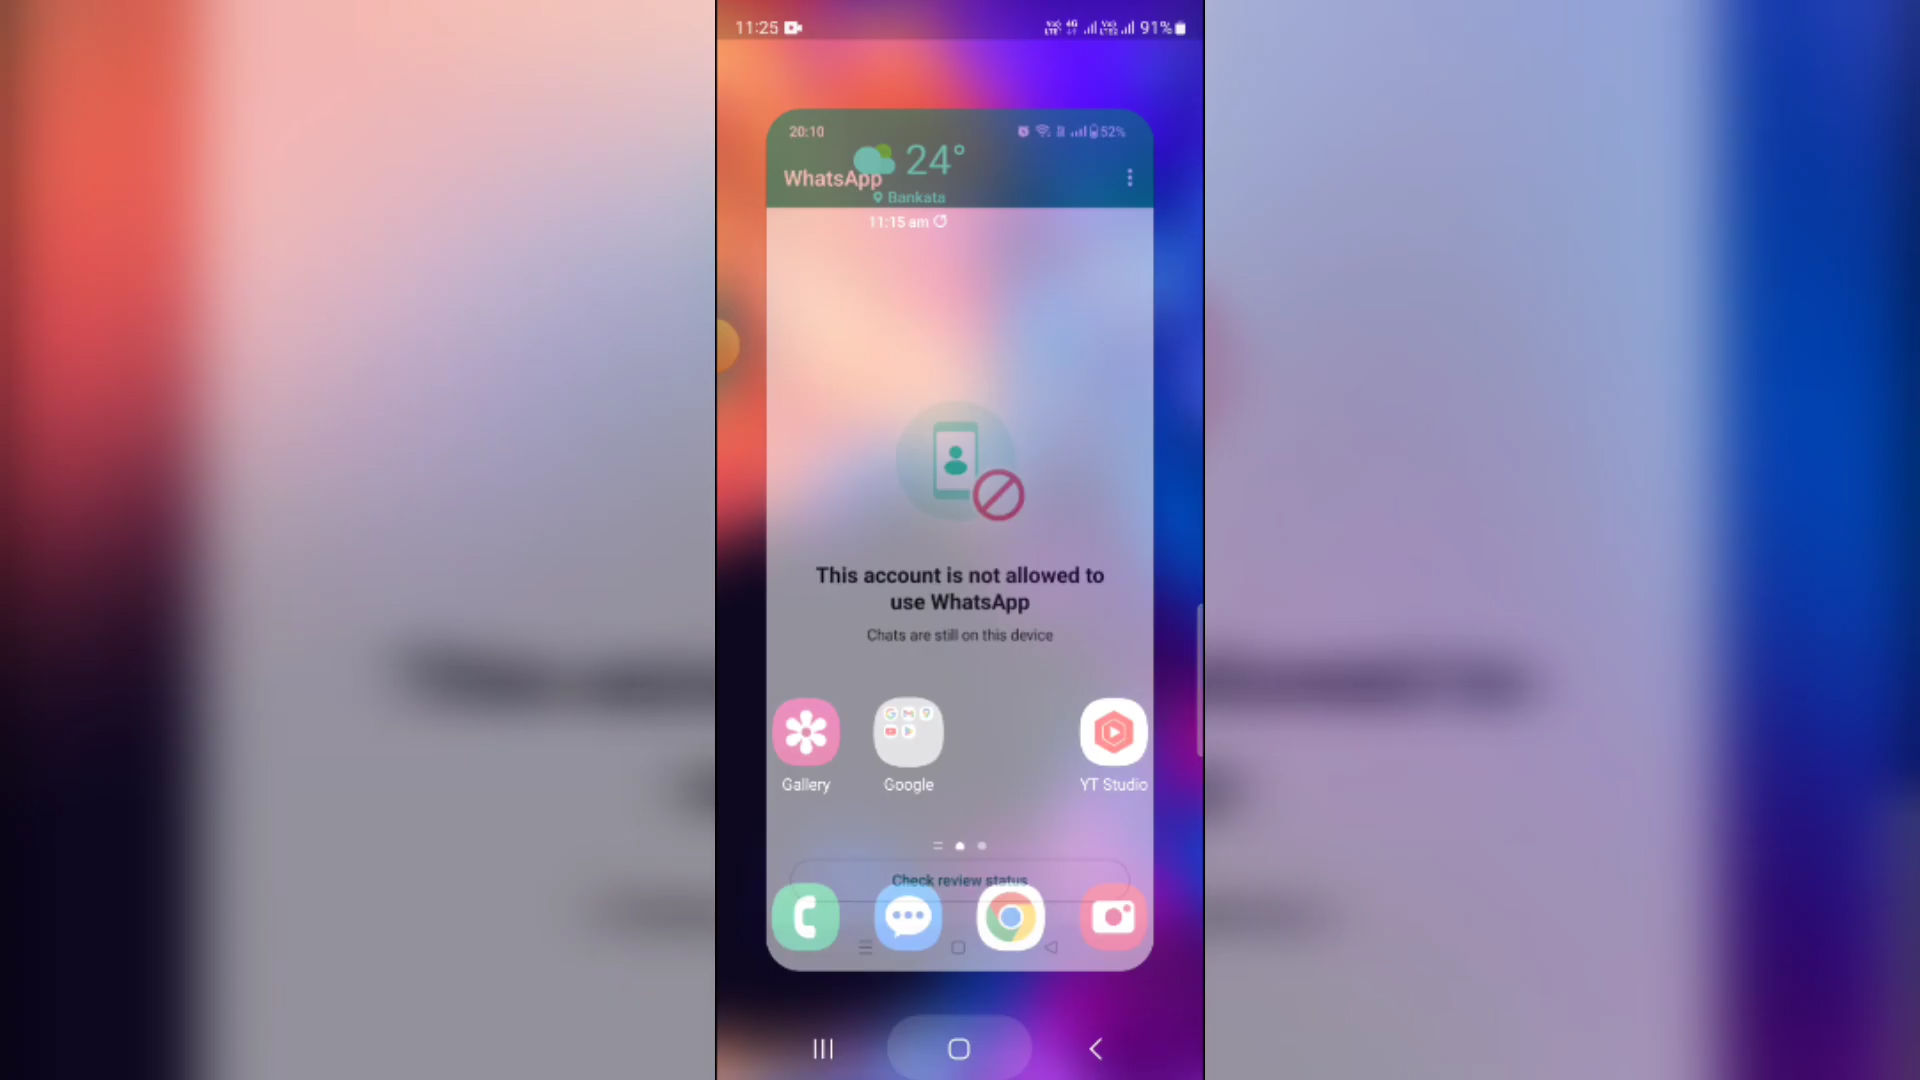 11:25
91%
20:10
52%
24°
WhatsApp
Bankata
11:15 am
This account is not allowed to
use WhatsApp
Chats are still on this device
Gallery
Google
YT Studio
Check review status